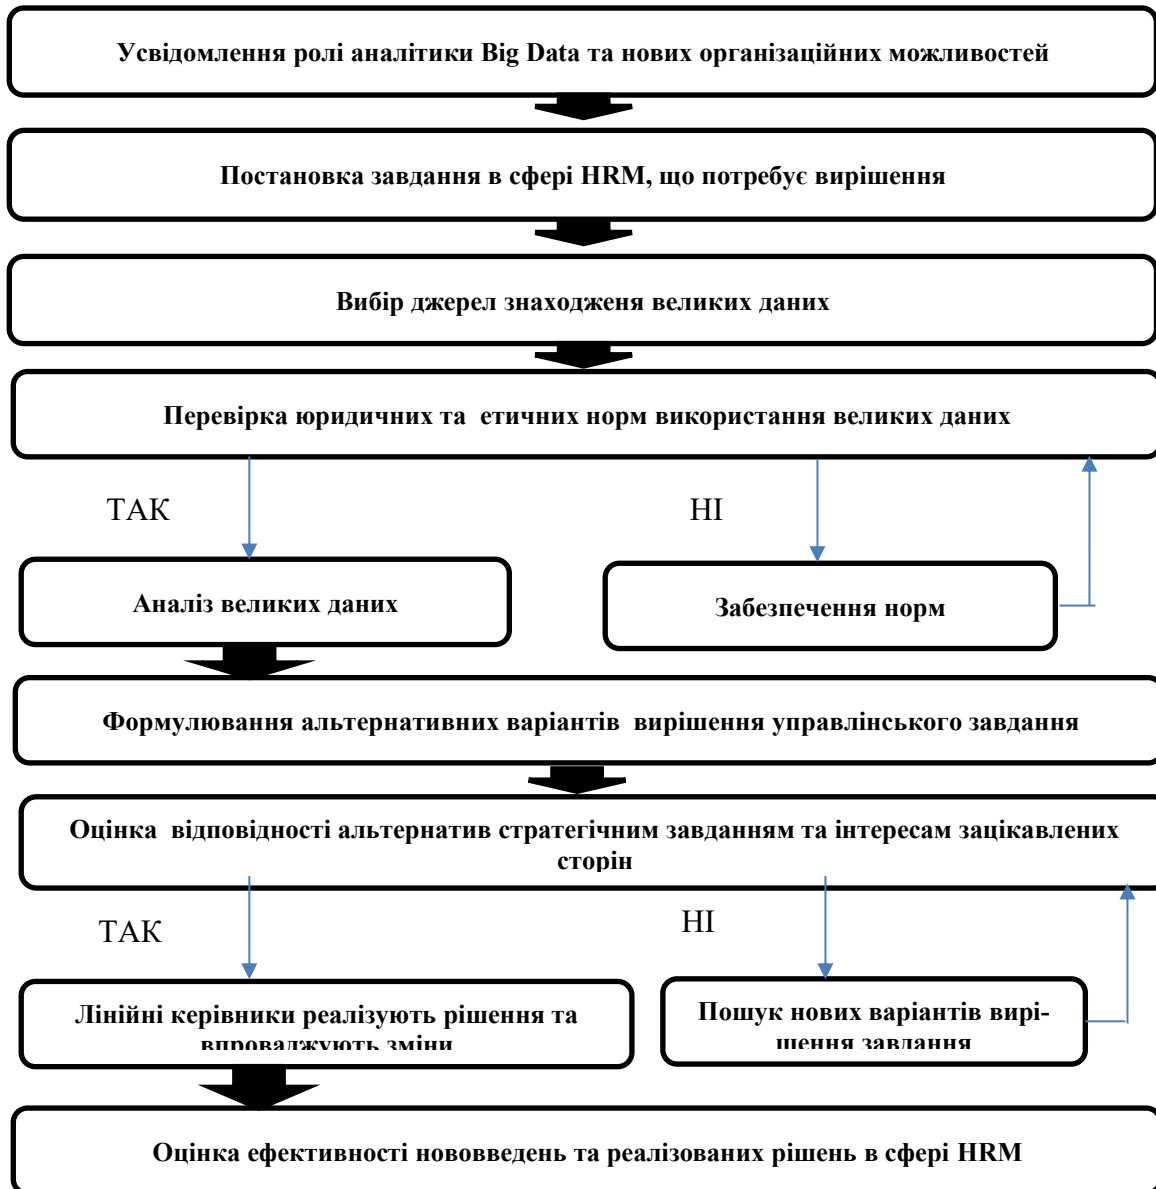 Усвідомлення ролі аналітики Big Data та нових організаційних можливостей
Постановка завдання в сфері HRM, що потребує вирішення
Вибір джерел знаходженя великих даних
Перевірка юридичних та етичних норм використання великих даних
ТАК
НІ
Аналіз великих даних
Забезпечення норм
Формулювання альтернативних варіантів вирішення управлінського завдання
Оцінка відповідності альтернатив стратегічним завданням та інтересам зацікавлених
сторін
ТАК
НІ
Лінійні керівники реалізують рішення та
впроваджують зміни
Пошук нових варіантів вирі-
шення завдання
Оцінка ефективності нововведень та реалізованих рішень в сфері HRM